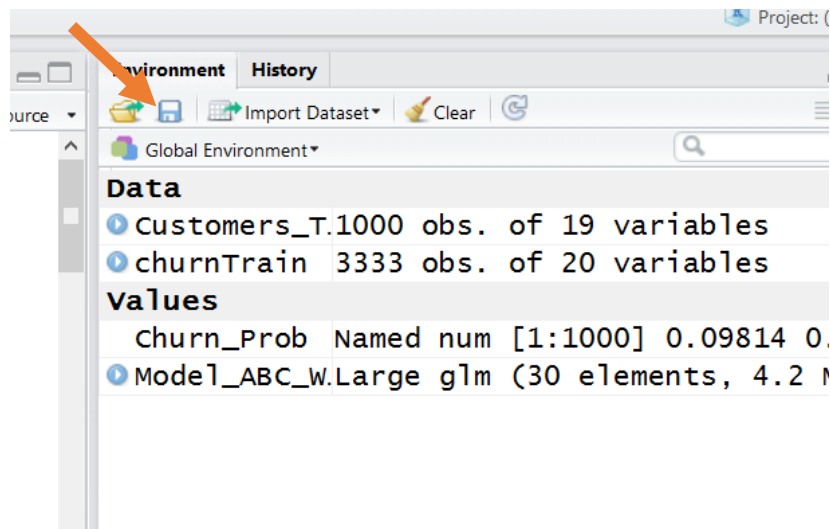 Project: (
Environment History
ource Import Dataset Clear
Global Environment
Data
Customers_T. 1000 obs. of 19 variables
churnTrain 3333 obs. of 20 variables
Values
Churn_Prob Named num [1:1000] 0.09814 0.
Model_ABC_W. Large glm (30 elements, 4.2 M